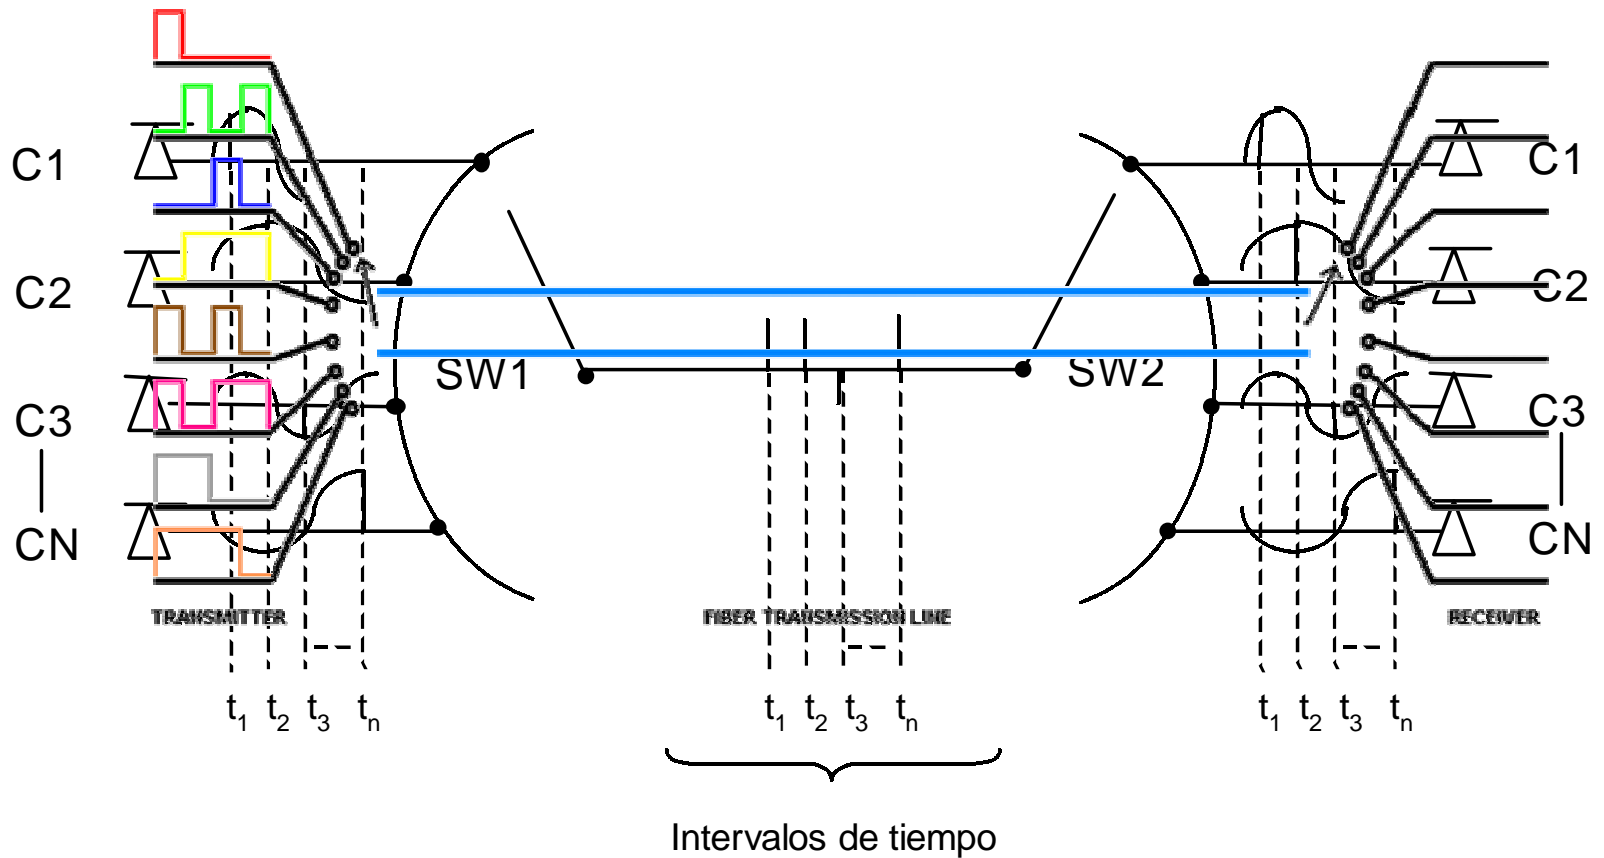 C1 C1
C2 C2
SW1 SW2
C3 C3
CN CN
TRANSMITTER FIBER TRANSMISSION LINE RECEIVER
t1 t2 t3 tn t1 t2 t3 tn t1 t2 t3 tn
Intervalos de tiempo